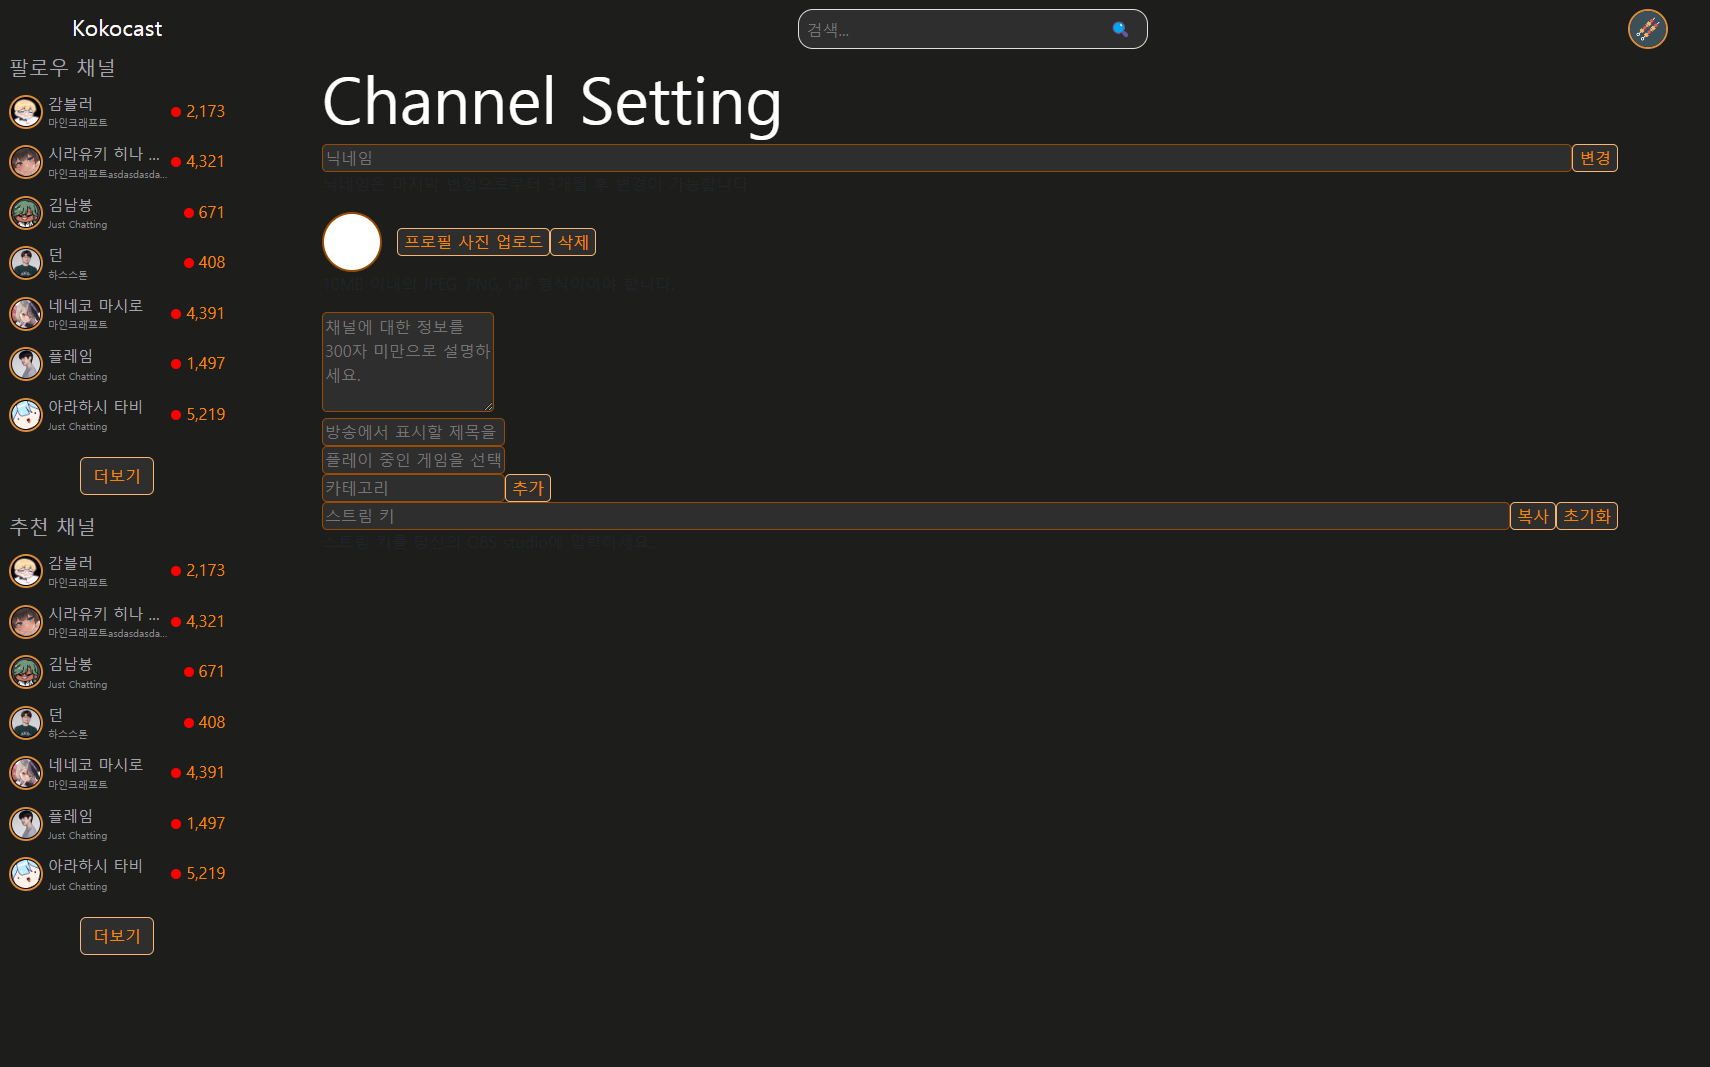 Kokocast
검색...
팔로우 채널
감블러
마인크래프트
2,173
시라유키 히나 ...
마인크래프트asdasdasda...
4,321
김남봉
Just Chatting
671
던
하스스톤
408
네네코 마시로
마인크래프트
4,391
플레임
Just Chatting
1,497
아라하시 타비
Just Chatting
5,219
더보기
추천 채널
감블러
마인크래프트
2,173
시라유키 히나 ...
마인크래프트asdasdasda...
4,321
김남봉
Just Chatting
671
던
하스스톤
408
네네코 마시로
마인크래프트
4,391
플레임
Just Chatting
1,497
아라하시 타비
Just Chatting
5,219
더보기
Channel Setting
닉네임
변경
닉네임은 마지막 변경으로부터 3개월 후 변경이 가능합니다
프로필 사진 업로드
삭제
10MB 이내의 JPEG, PNG, GIF 형식이어야 합니다.
채널에 대한 정보를
300자 미만으로 설명하
세요.
방송에서 표시할 제목을
플레이 중인 게임을 선택
카테고리
추가
스트림 키
복사
초기화
스트림 키를 당신의 OBS studio에 입력하세요